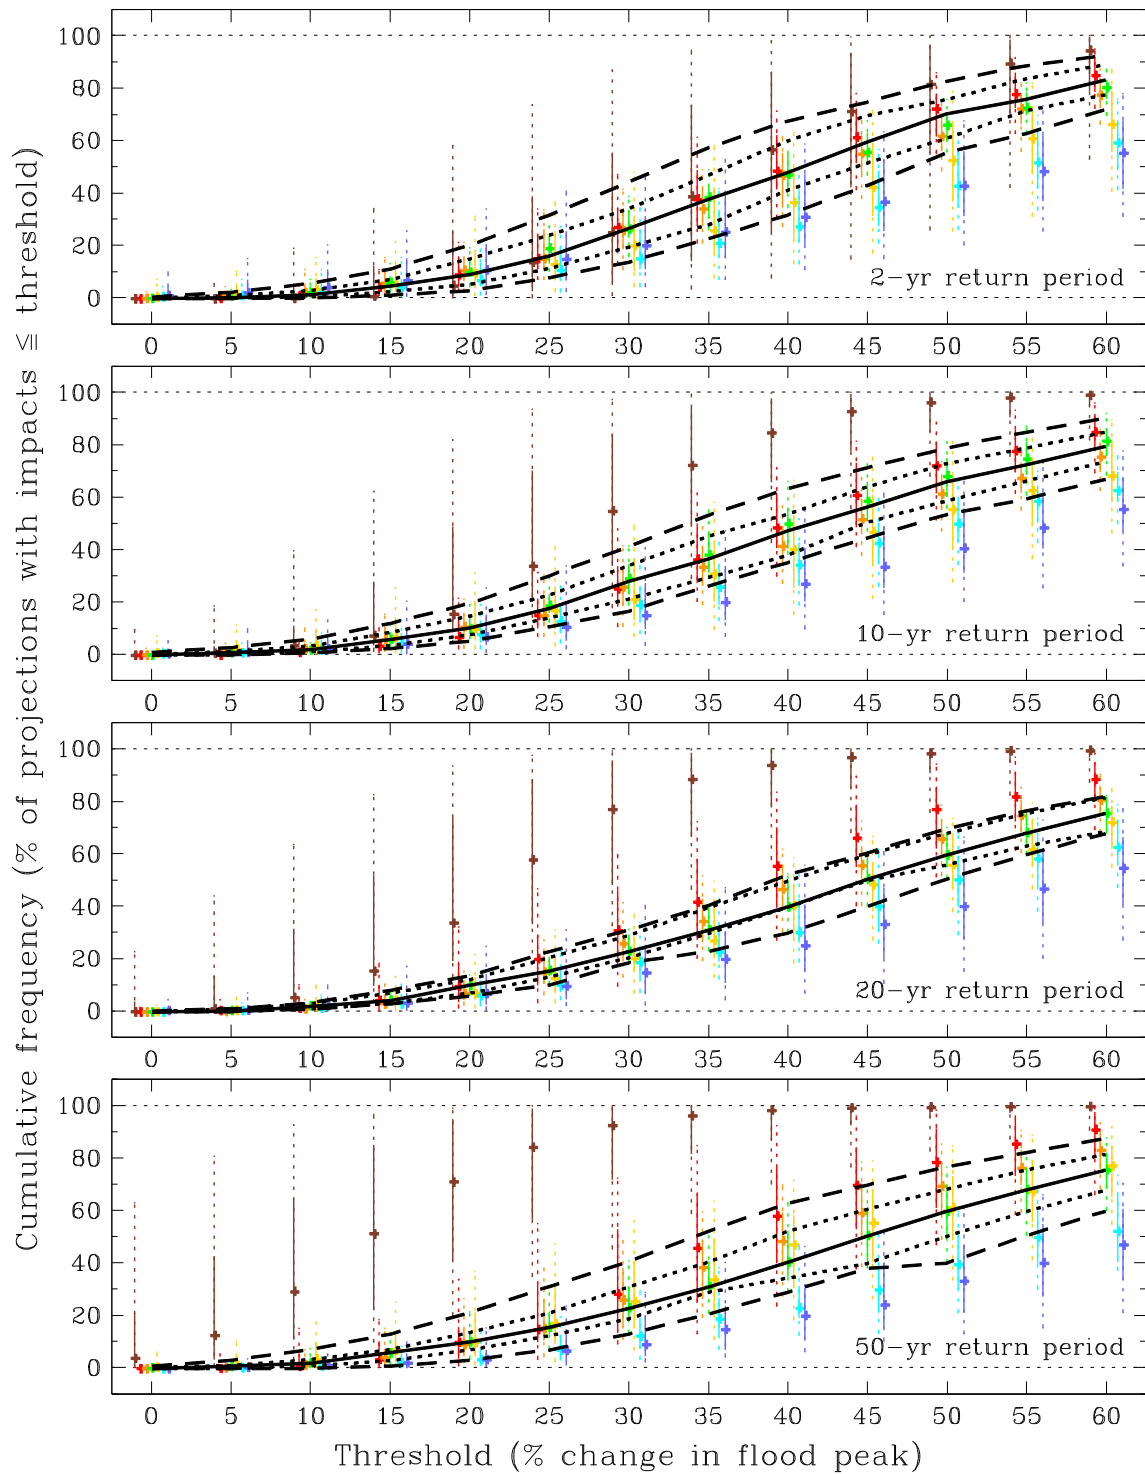 Cumulative frequency (% of projections with impacts ≦ threshold)
100
80
60
40
20
0
2-yr return period
0 5 10 15 20 25 30 35 40 45 50 55 60
100
80
60
40
20
0
10-yr return period
0 5 10 15 20 25 30 35 40 45 50 55 60
100
80
60
40
20
0
20-yr return period
0 5 10 15 20 25 30 35 40 45 50 55 60
100
80
60
40
20
0
50-yr return period
0 5 10 15 20 25 30 35 40 45 50 55 60
Threshold (% change in flood peak)